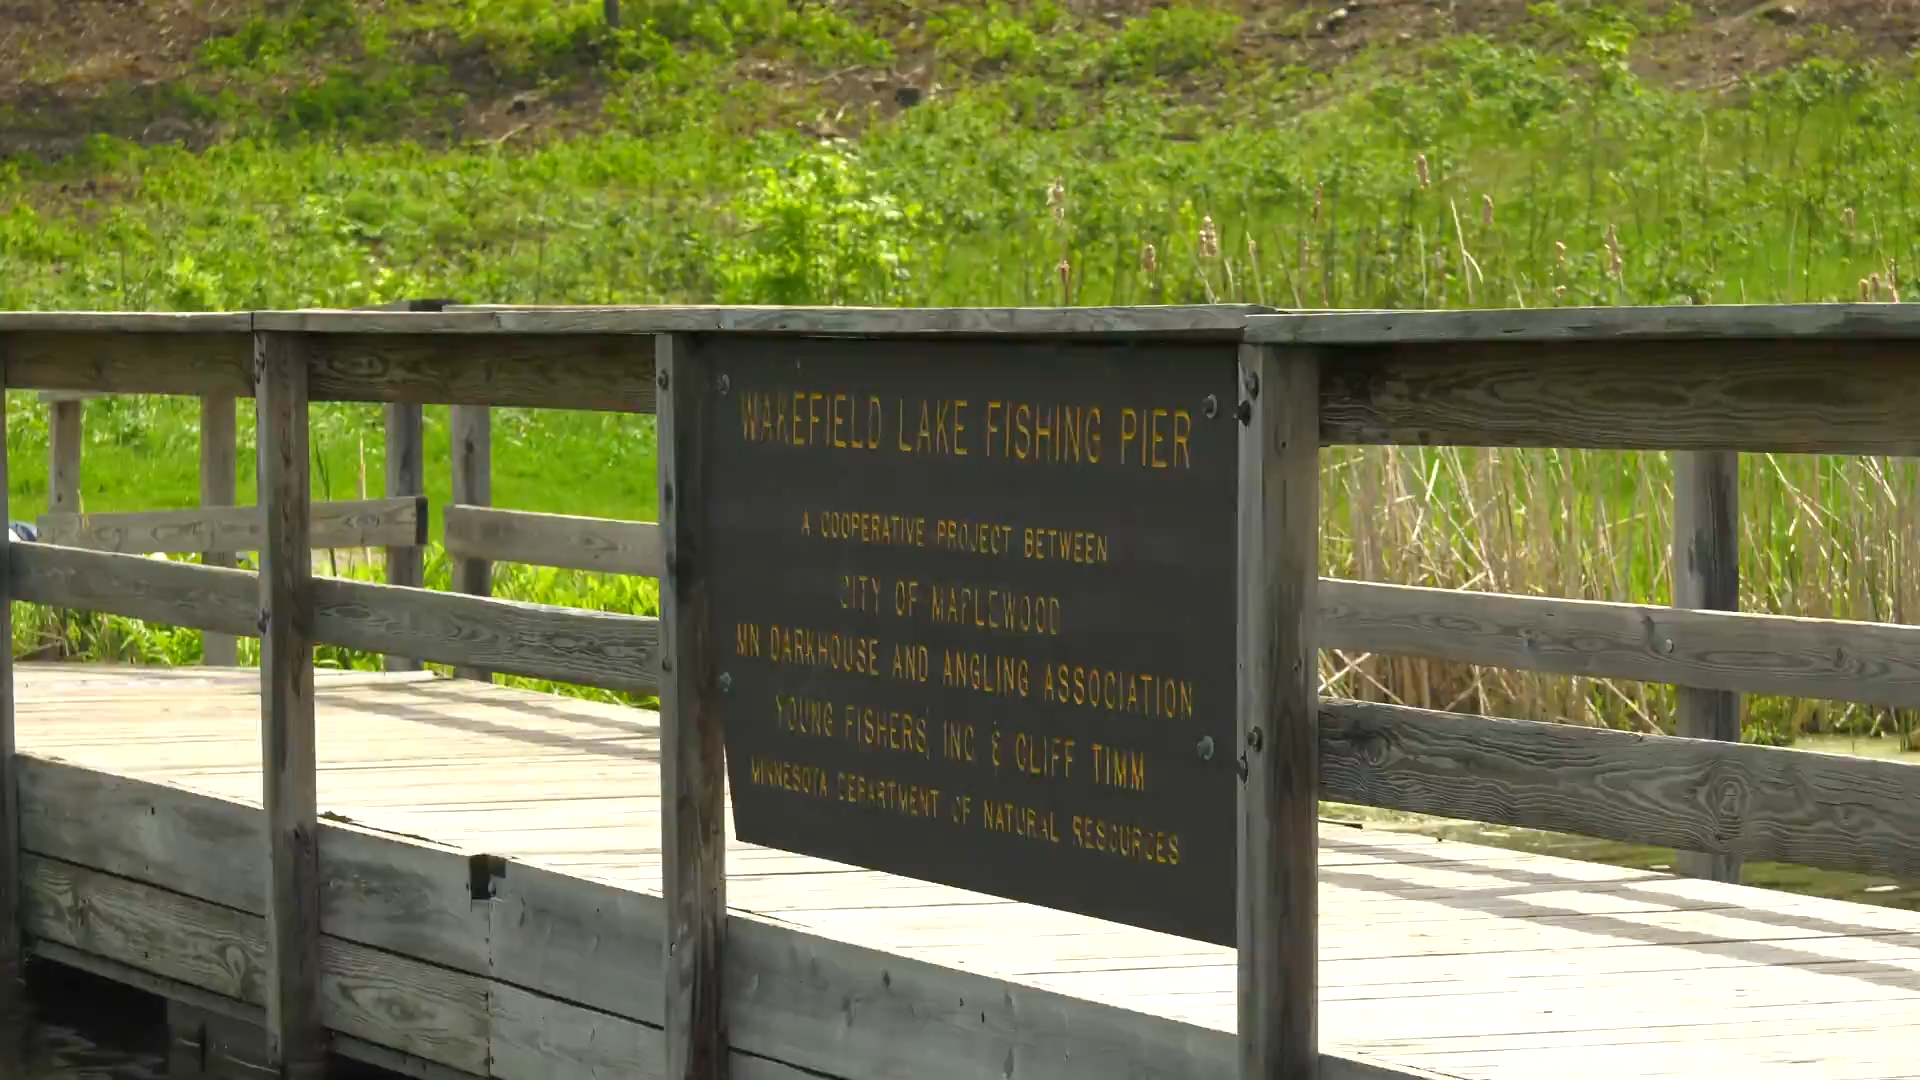 WAKEFIELD LAKE FISHING PIER
A COOPERATIVE PROJECT BETWEEN
CITY OF MAPLEWOOD
MN DARKHOUSE AND ANGLING ASSOCIATION
YOUNG FISHERS, INC & CLIFF TIMM
MINNESOTA DEPARTMENT OF NATURAL RESOURCES